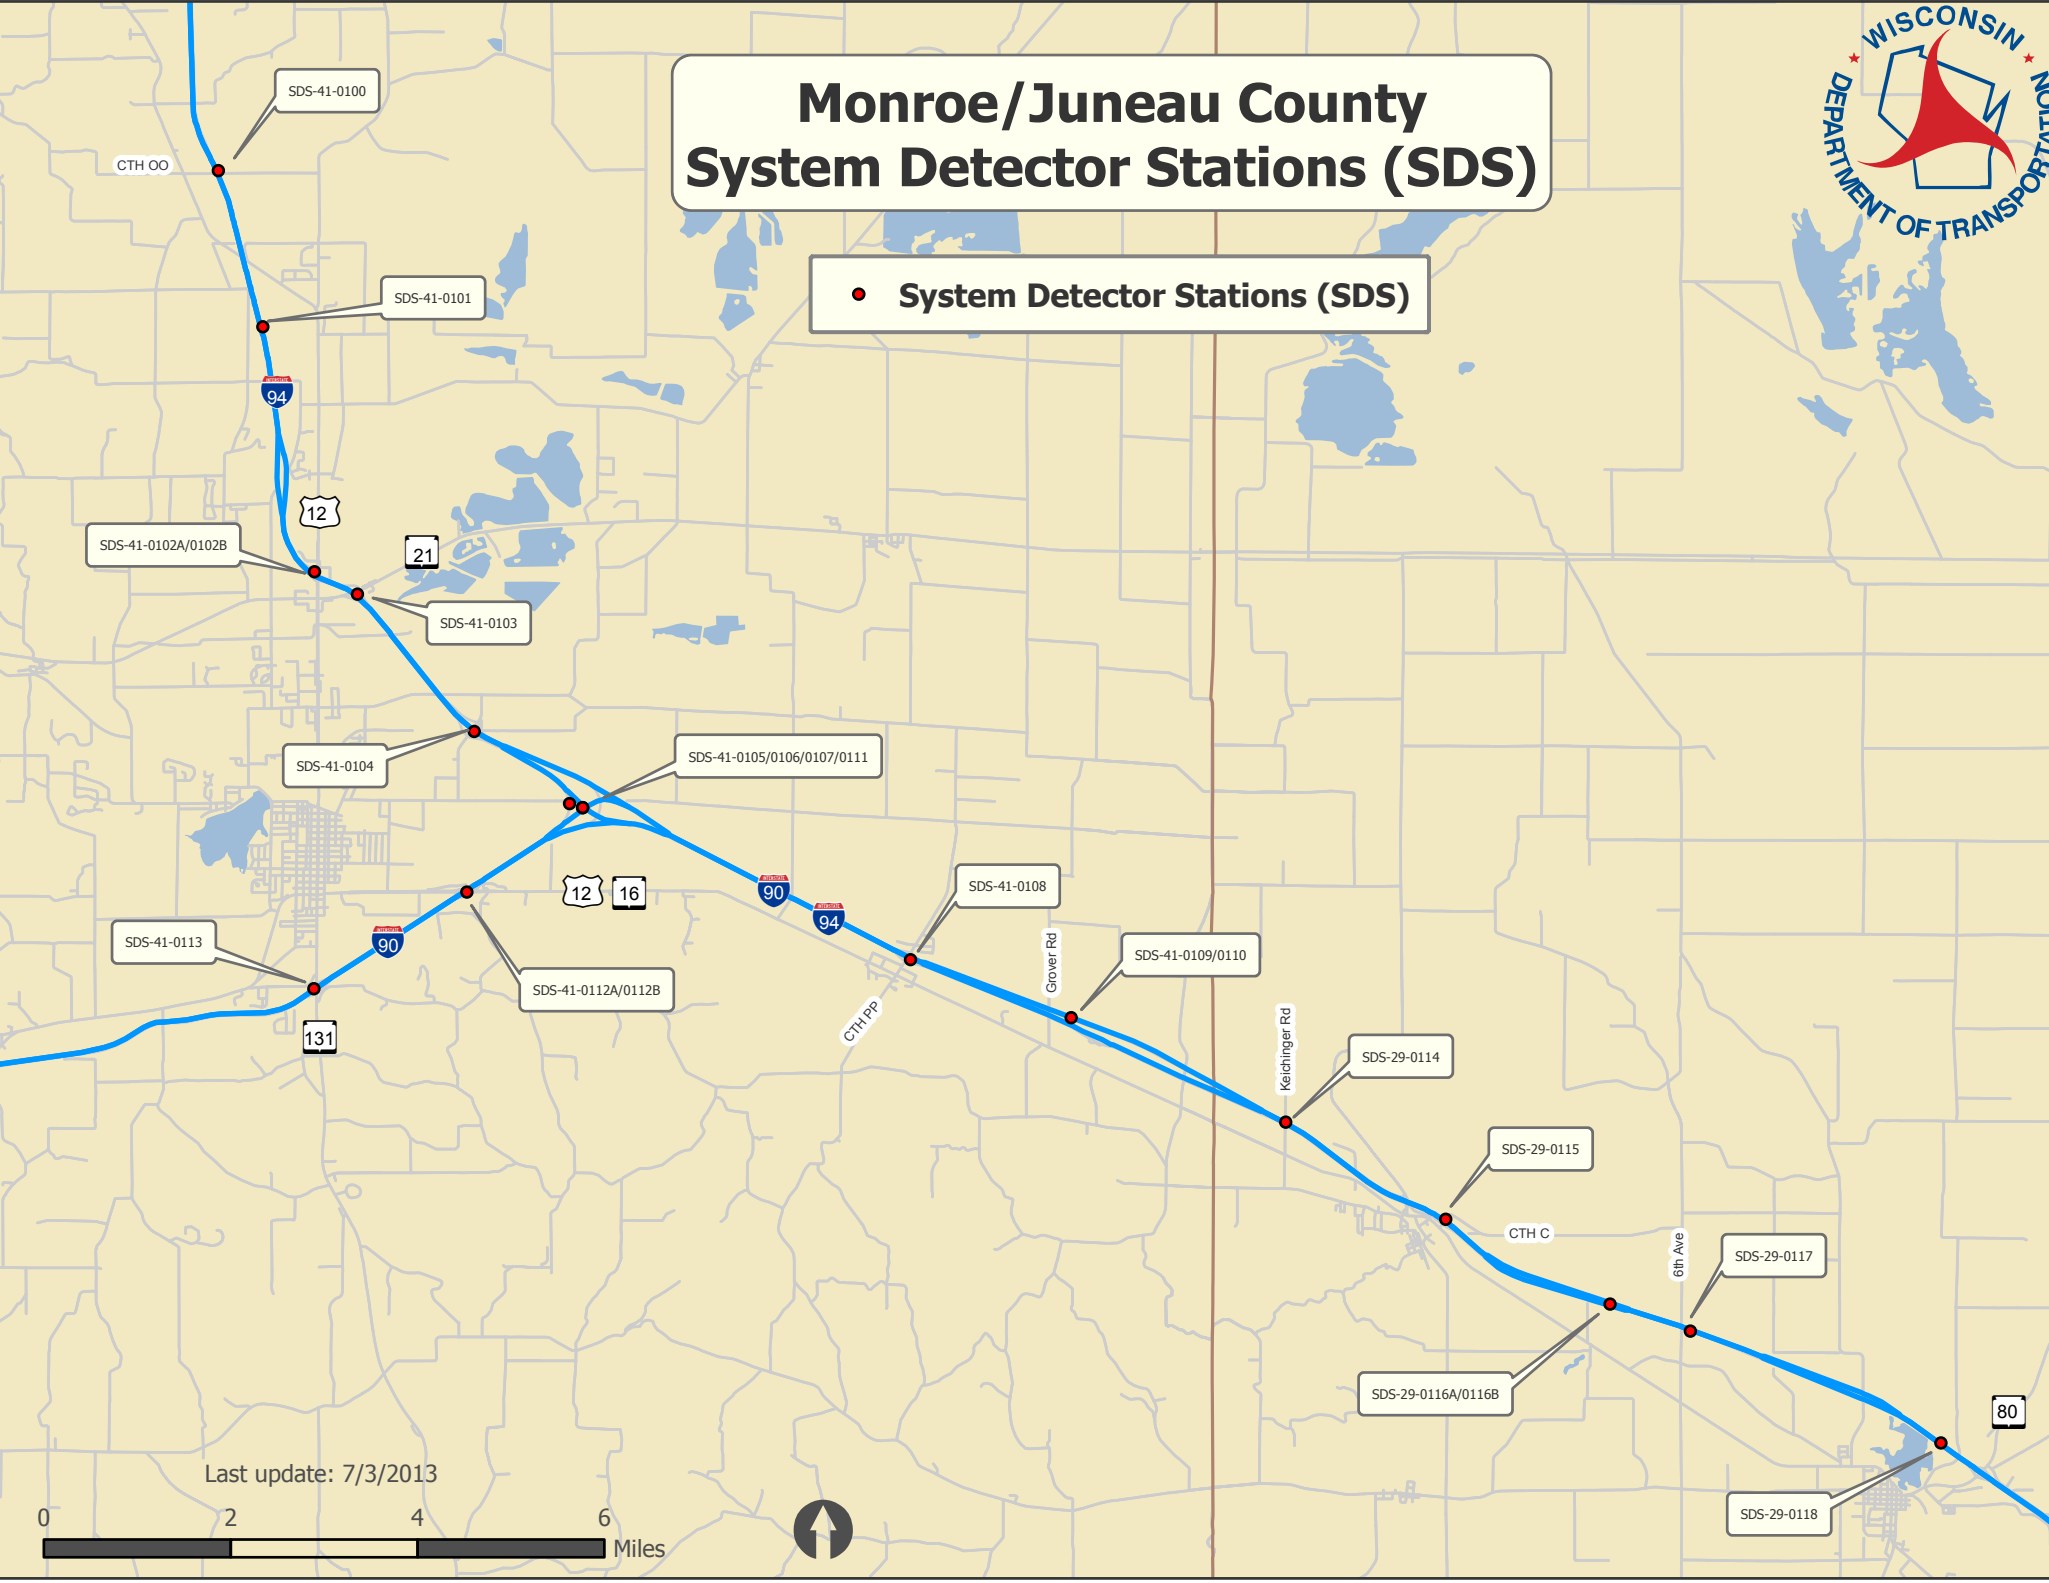 WISCONSIN
DEPARTMENT OF TRANSPORTATION
Monroe/Juneau County
System Detector Stations (SDS)
System Detector Stations (SDS)
SDS-41-0100
CTH OO
SDS-41-0101
INTERSTATE
94
12
SDS-41-0102A/0102B
21
SDS-41-0103
SDS-41-0104
SDS-41-0105/0106/0107/0111
12
16
INTERSTATE
90
INTERSTATE
94
SDS-41-0108
SDS-41-0113
INTERSTATE
90
SDS-41-0112A/0112B
Grover Rd
SDS-41-0109/0110
CTH PP
131
Keichinger Rd
SDS-29-0114
SDS-29-0115
CTH C
6th Ave
SDS-29-0117
SDS-29-0116A/0116B
80
SDS-29-0118
Last update: 7/3/2013
0 2 4 6
Miles